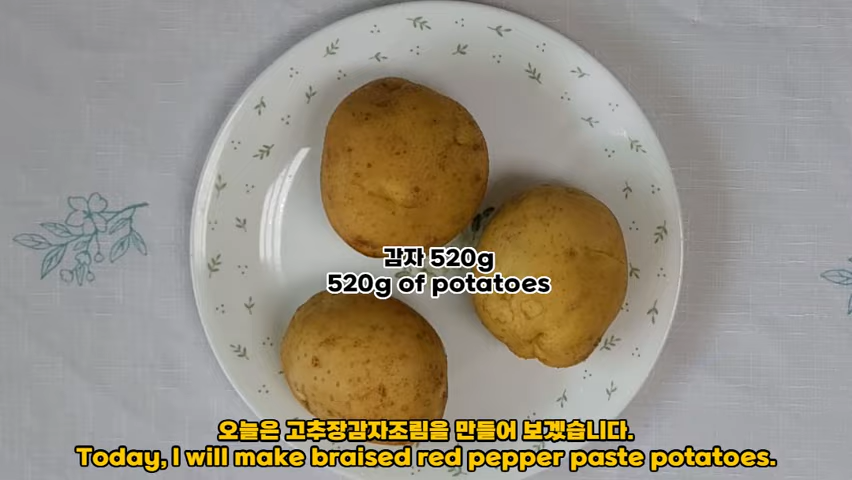 감자 520g
520g of potatoes
오늘은 고추장감자조림을 만들어 보겠습니다.
Today, I will make braised red pepper paste potatoes.